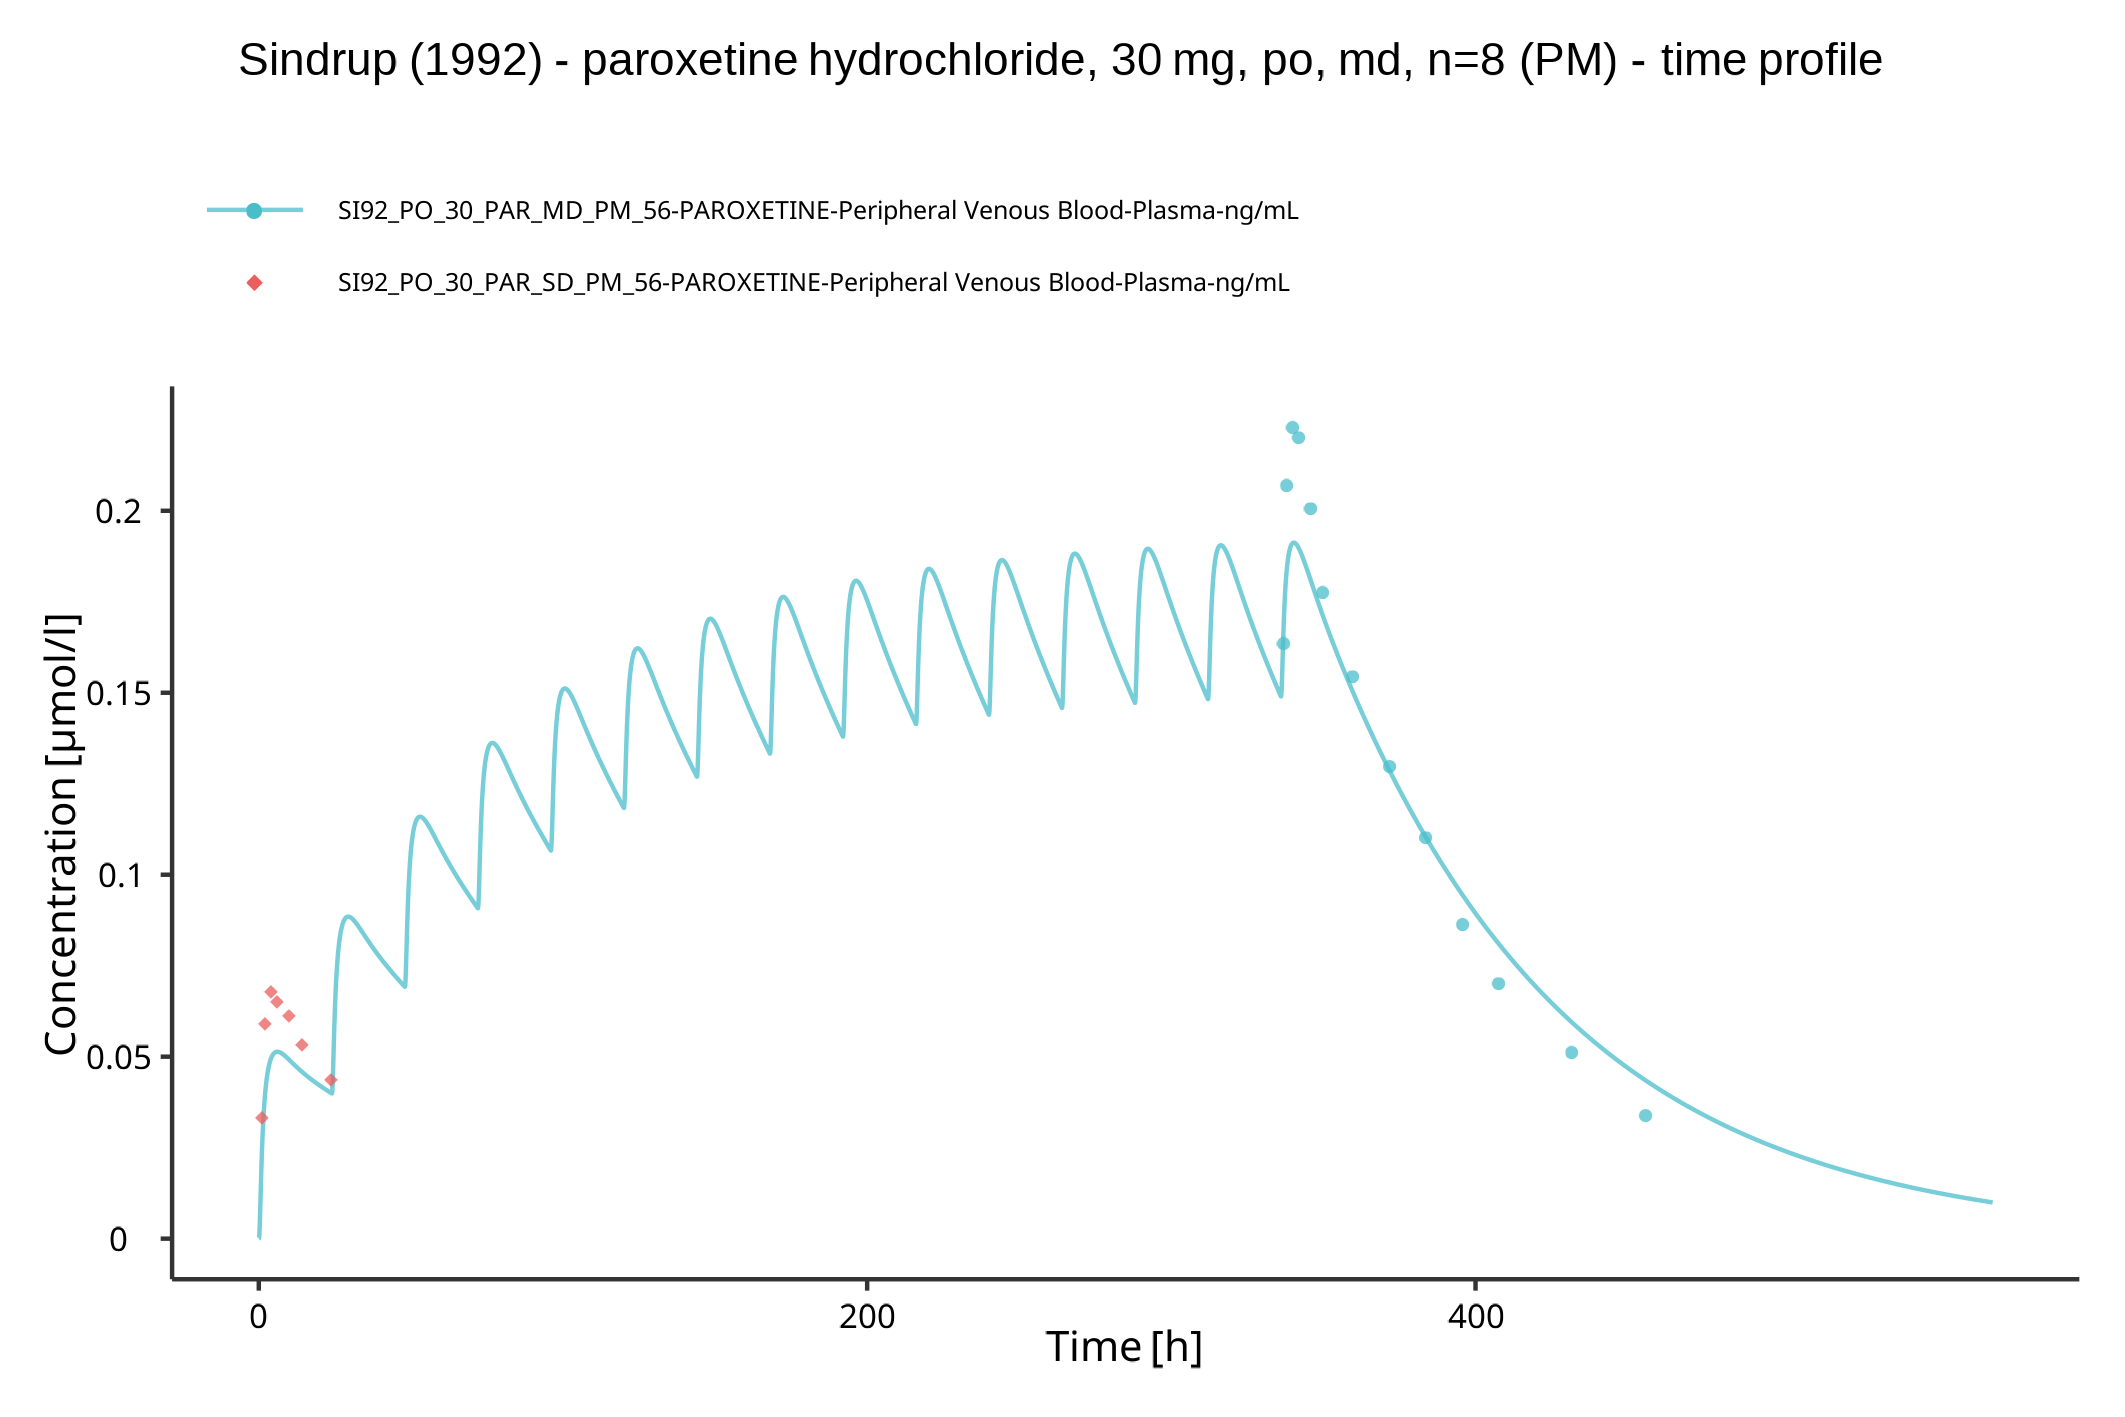 Sindrup (1992) - paroxetine hydrochloride, 30 mg, po, md, n=8 (PM) - time profile
SI92_PO_30_PAR_MD_PM_56-PAROXETINE-Peripheral Venous Blood-Plasma-ng/mL
SI92_PO_30_PAR_SD_PM_56-PAROXETINE-Peripheral Venous Blood-Plasma-ng/mL
Concentration [µmol/l]
0.2
0.15
0.1
0.05
0
0 200 400
Time [h]